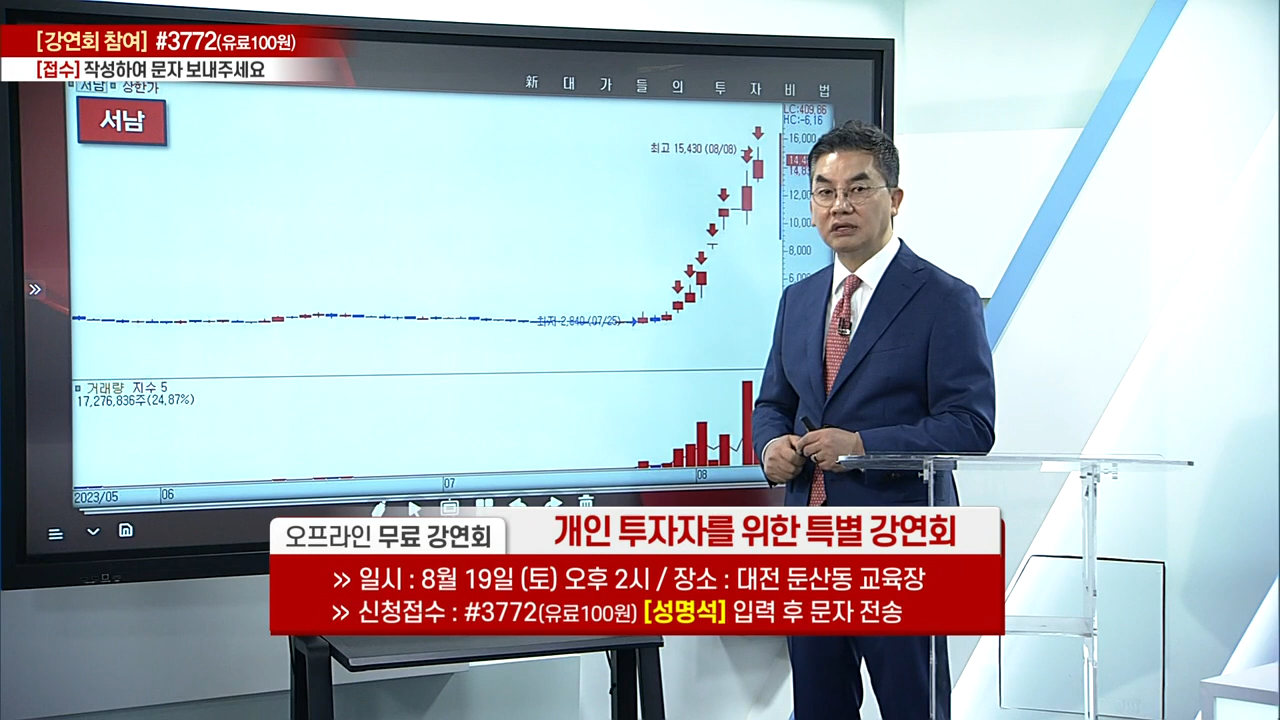 [강연회 참여] #3772(유료100원)
[접수] 작성하여 문자 보내주세요
서남 상한가
新 대 가 들 의 투 자 비 법
서남
LC:409.86
HC:-6.16
최고 15,430 (08/08)
16,000
12,000
10,000
8,000
6,000
최저 2,840 (07/25)
거래량 지수 5
17,276,836주(24.87%)
2023/05 06 07 08
오프라인 무료 강연회
개인 투자자를 위한 특별 강연회
» 일시 : 8월 19일 (토) 오후 2시 / 장소 : 대전 둔산동 교육장
» 신청접수 : #3772(유료100원) [성명석] 입력 후 문자 전송